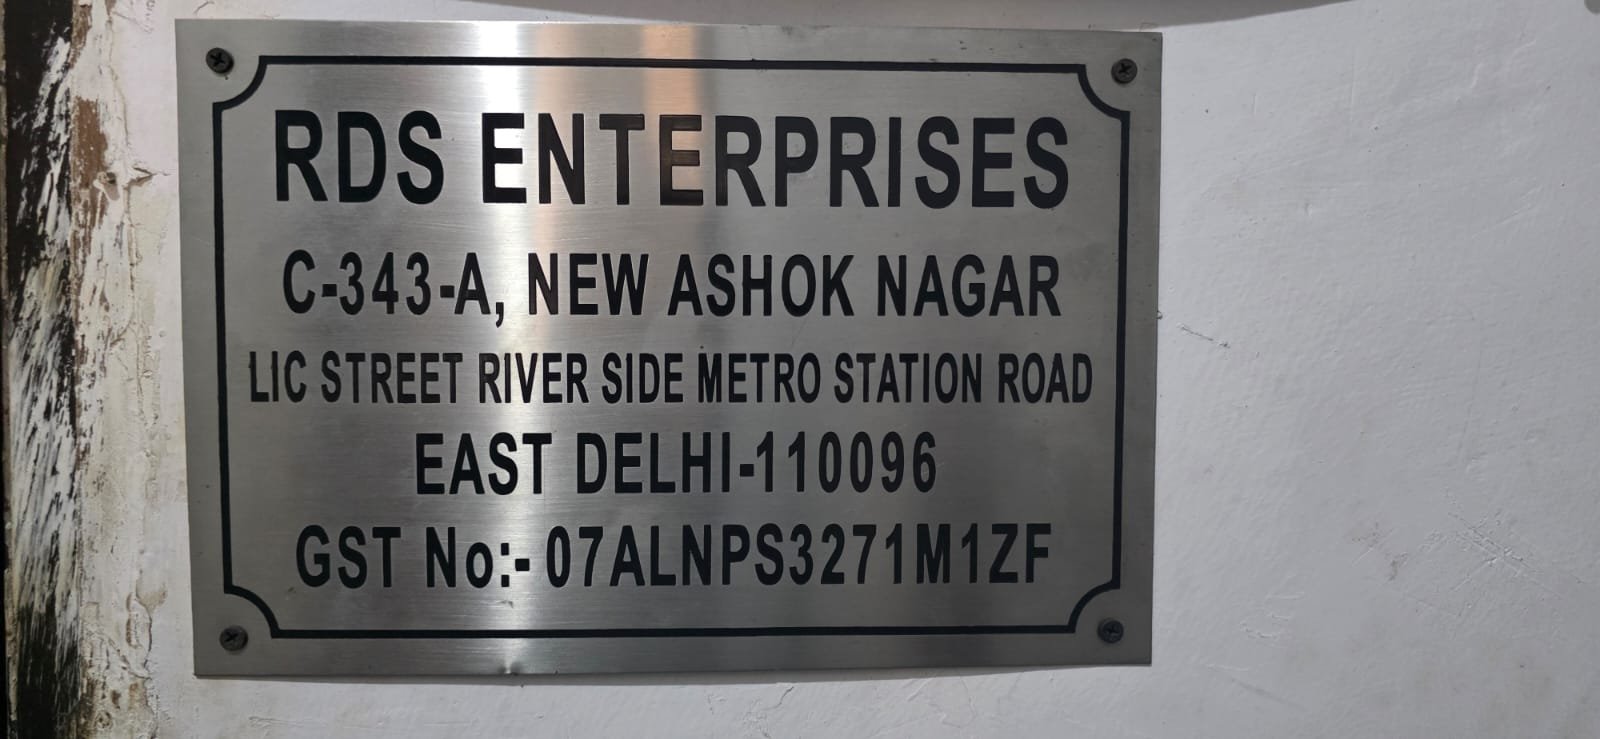 RDS ENTERPRISES
C-343-A, NEW ASHOK NAGAR
LIC STREET RIVER SIDE METRO STATION ROAD
EAST DELHI-110096
GST No:- 07ALNPS3271M1ZF